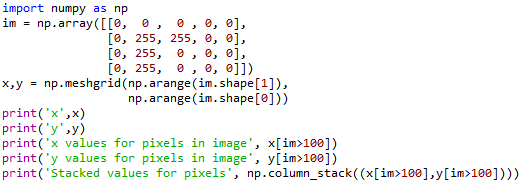 import numpy as np
im = np.array([[0,  0 ,  0 , 0, 0],
               [0, 255, 255, 0, 0],
               [0, 255,  0 , 0, 0],
               [0, 255,  0 , 0, 0]])
x,y = np.meshgrid(np.arange(im.shape[1]),
                  np.arange(im.shape[0]))
print('x',x)
print('y',y)
print('x values for pixels in image', x[im>100])
print('y values for pixels in image', y[im>100])
print('Stacked values for pixels', np.column_stack((x[im>100],y[im>100])))